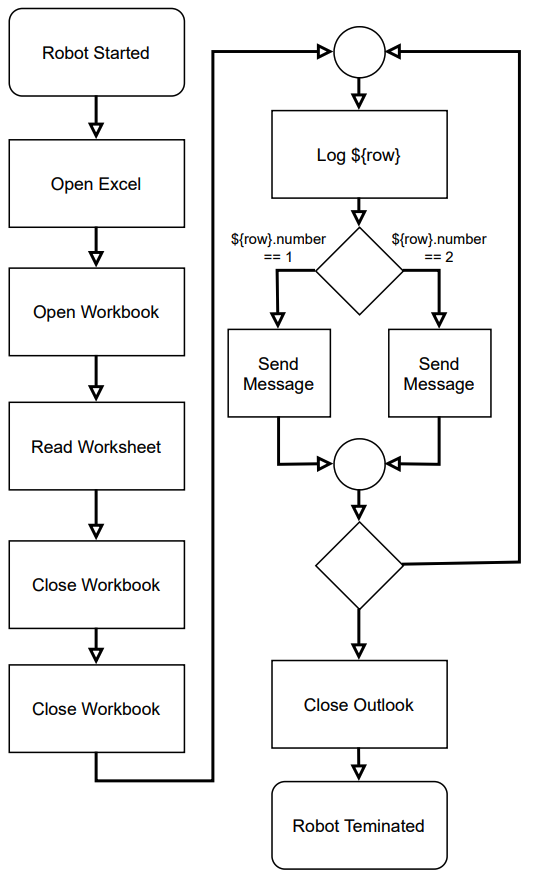 Robot Started
Open Excel
Open Workbook
Read Worksheet
Close Workbook
Close Workbook
Log ${row}
${row}.number
== 1
${row}.number
== 2
Send
Message
Send
Message
Close Outlook
Robot Teminated